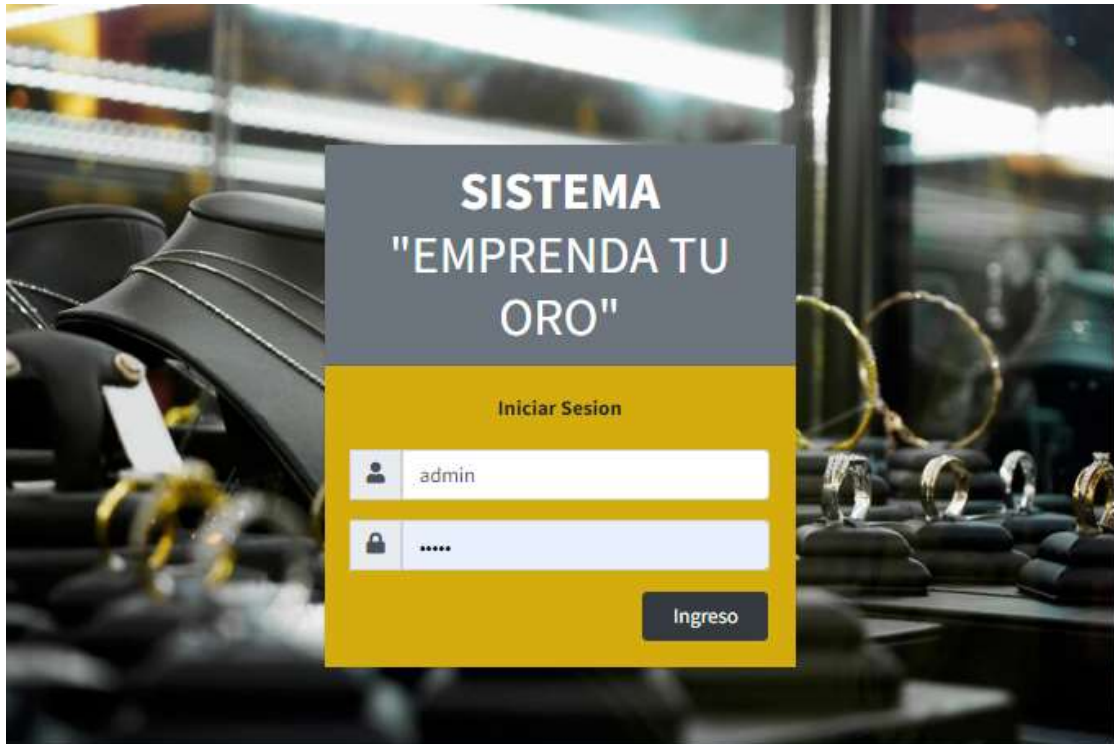 SISTEMA
"EMPRENDA TU
ORO"
Iniciar Sesion
admin
•••••
Ingreso